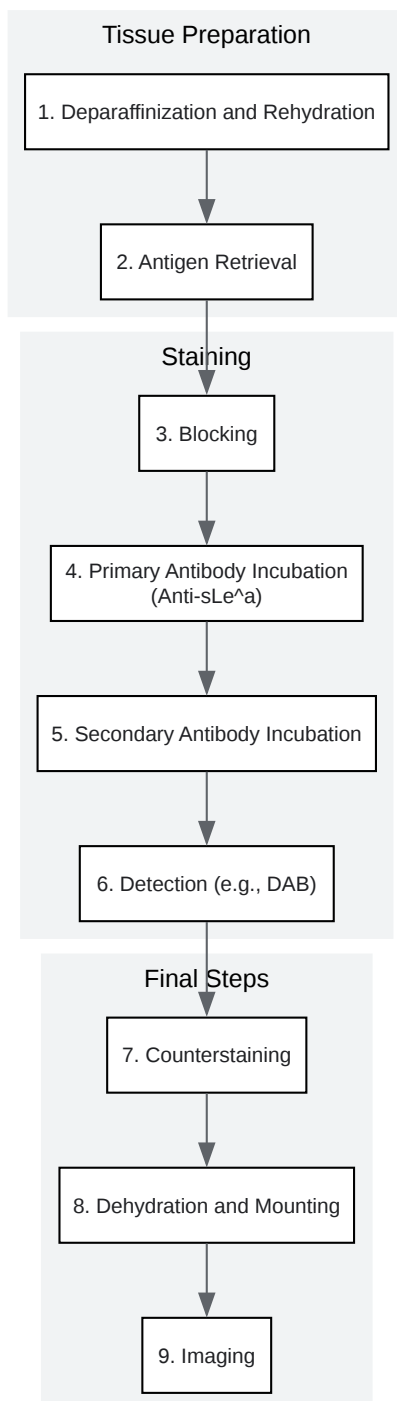 Tissue Preparation
1. Deparaffinization and Rehydration
2. Antigen Retrieval
Staining
3. Blocking
4. Primary Antibody Incubation
(Anti-sLe^a)
5. Secondary Antibody Incubation
6. Detection (e.g., DAB)
Final Steps
7. Counterstaining
8. Dehydration and Mounting
9. Imaging